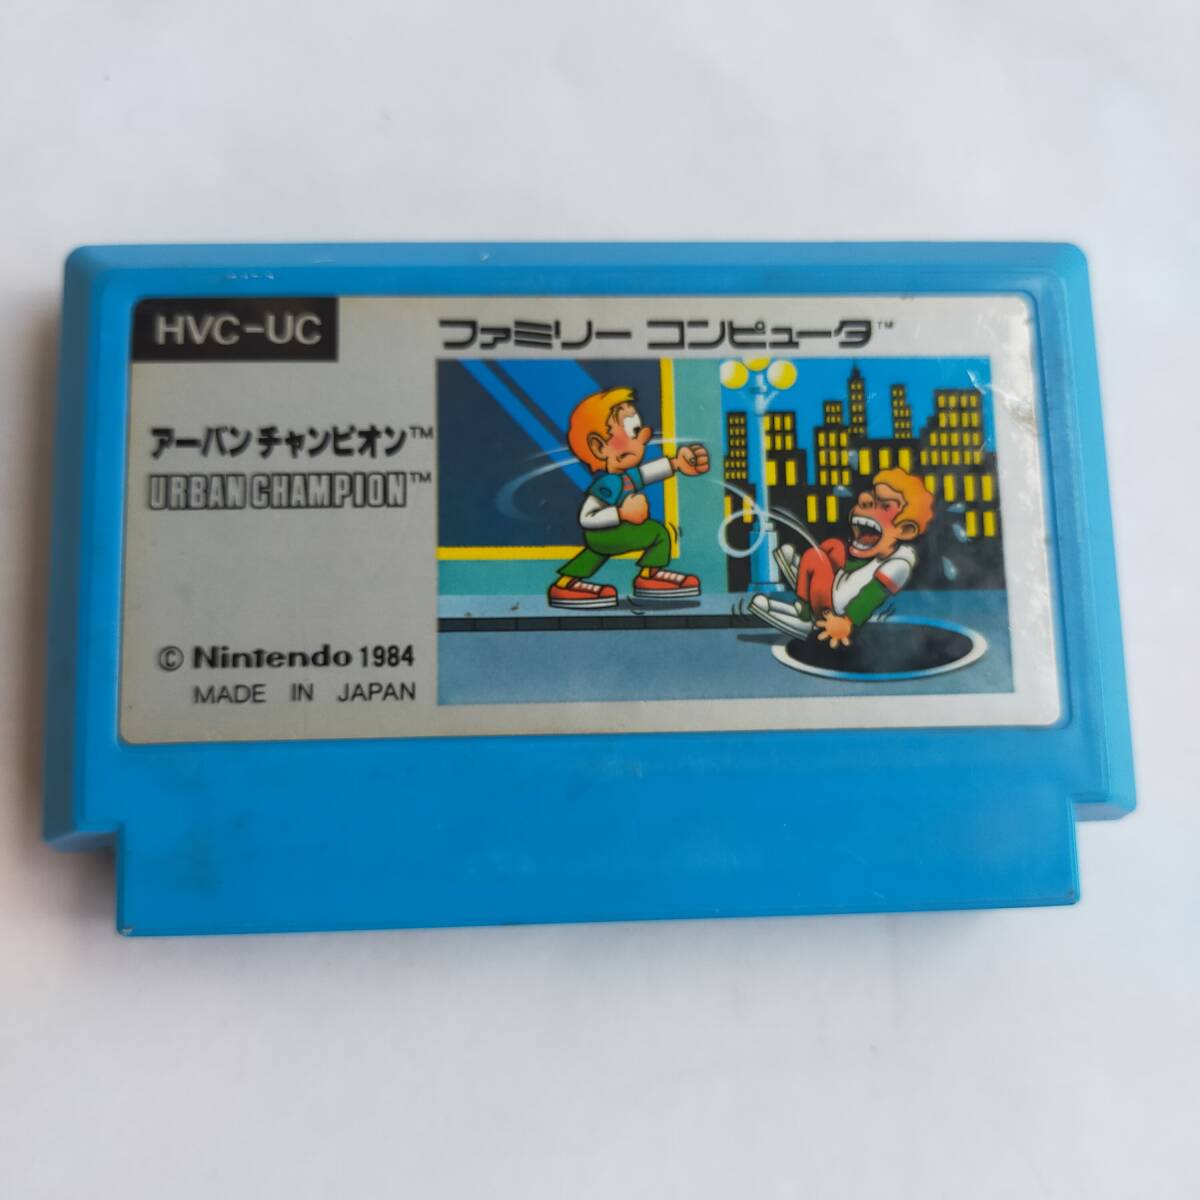 HVC-UC
ファミリー コンピュータ™
アーバンチャンピオン™
URBAN CHAMPION™
© Nintendo 1984
MADE IN JAPAN